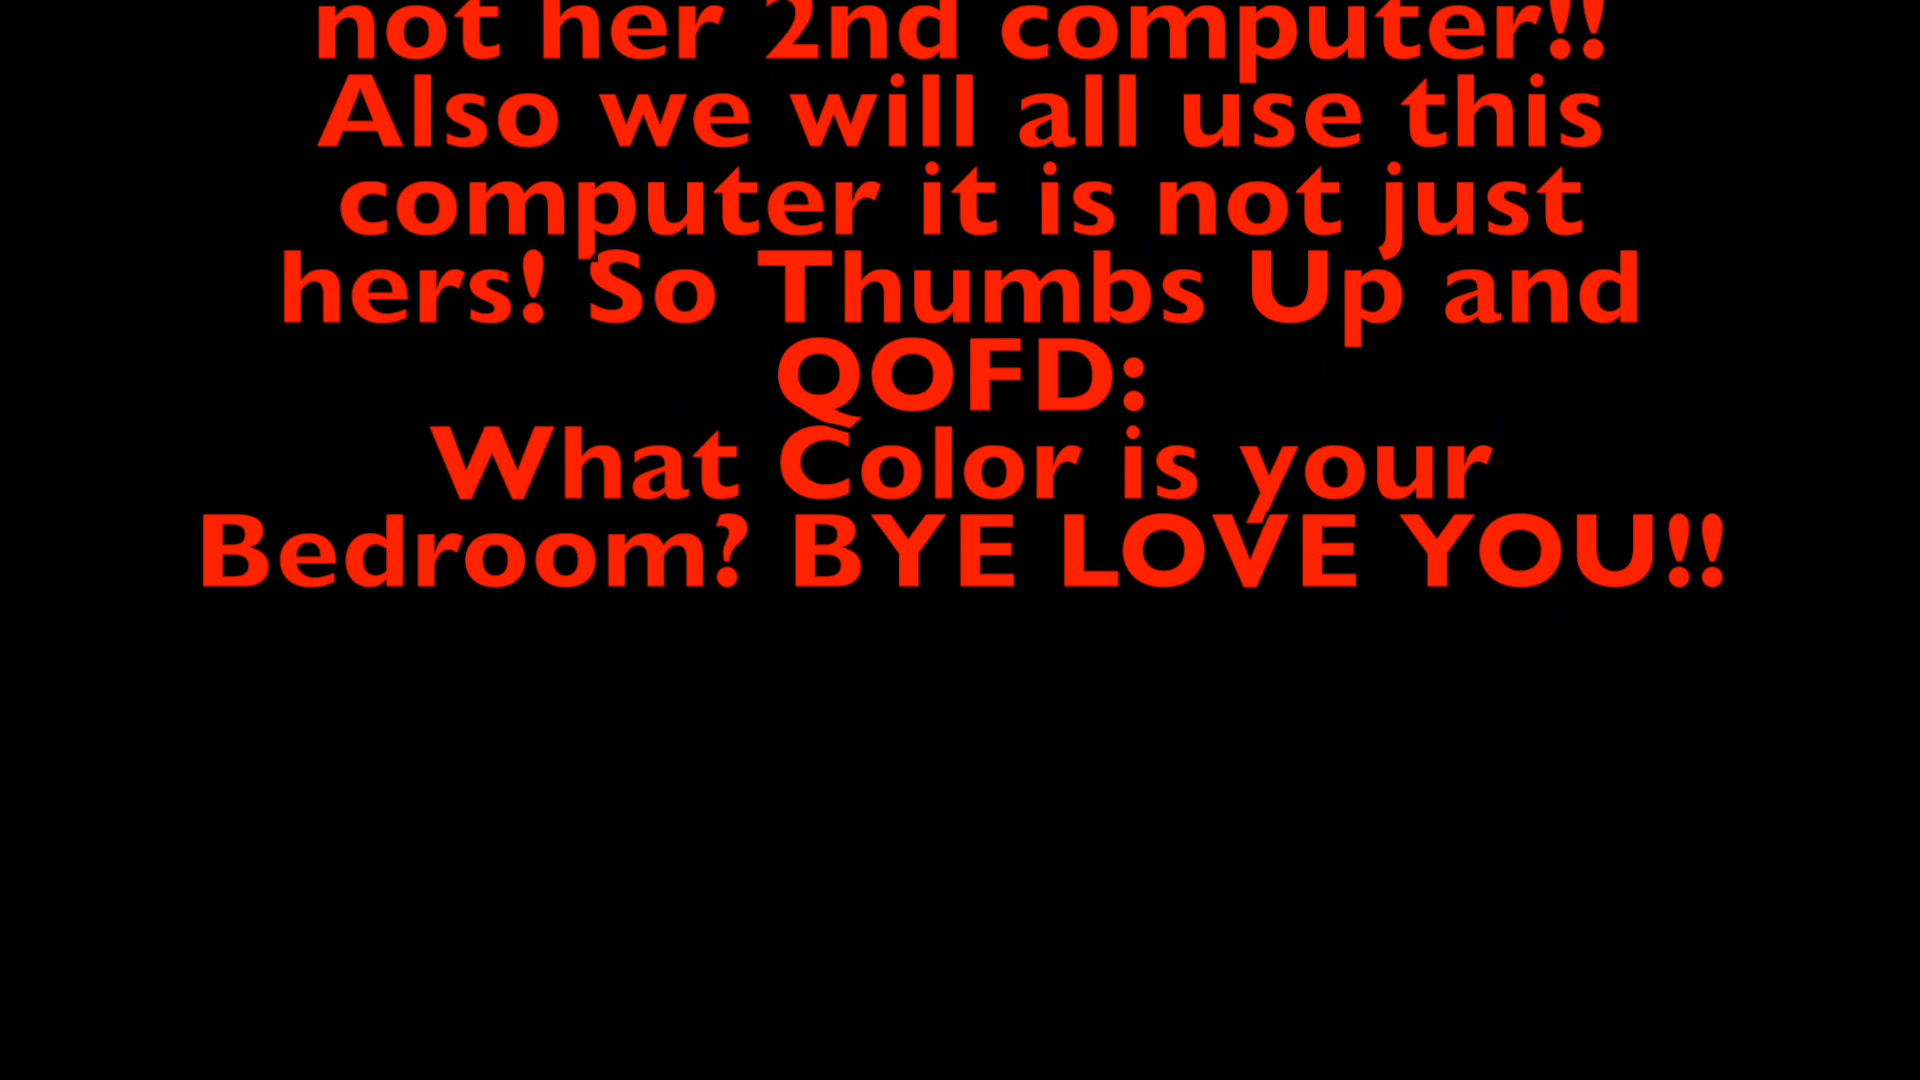 not her 2nd computer!!
Also we will all use this
computer it is not just
hers! So Thumbs Up and
QOFD:
What Color is your
Bedroom? BYE LOVE YOU!!